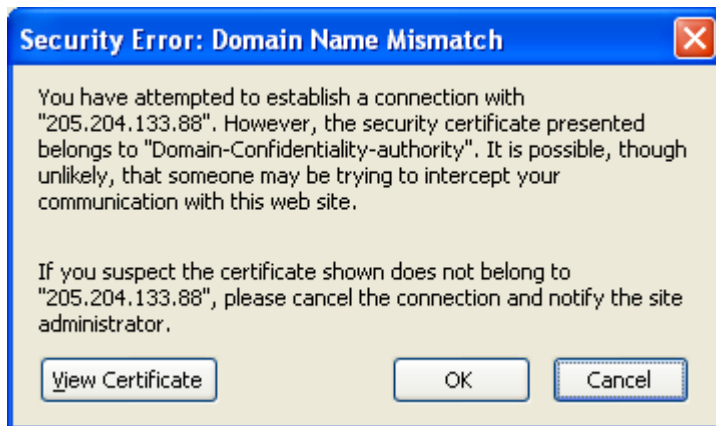 Security Error: Domain Name Mismatch
You have attempted to establish a connection with
"205.204.133.88". However, the security certificate presented
belongs to "Domain-Confidentiality-authority". It is possible, though
unlikely, that someone may be trying to intercept your
communication with this web site.
If you suspect the certificate shown does not belong to
"205.204.133.88", please cancel the connection and notify the site
administrator.
View Certificate
OK
Cancel